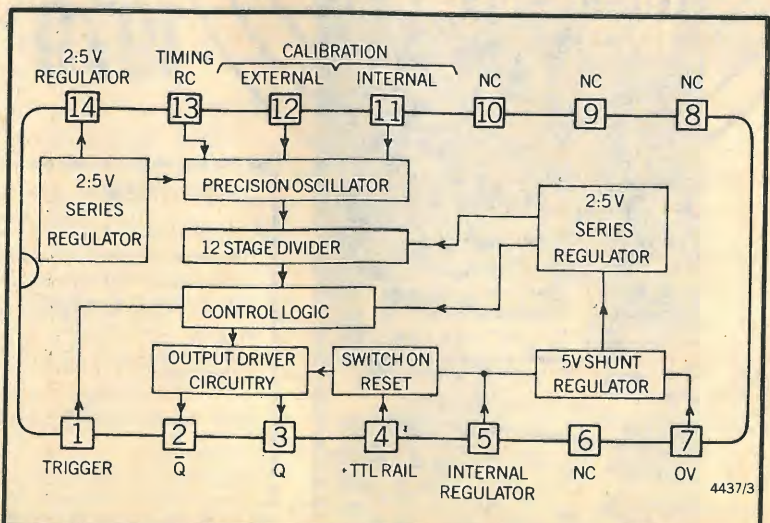 CALIBRATION
2:5 V
REGULATOR
TIMING
RC
EXTERNAL
INTERNAL
NC
NC
NC
14
13
12
11
10
9
8
2:5 V
SERIES
REGULATOR
PRECISION OSCILLATOR
12 STAGE DIVIDER
CONTROL LOGIC
OUTPUT DRIVER
CIRCUITRY
SWITCH ON
RESET
2:5 V
SERIES
REGULATOR
5V SHUNT
REGULATOR
1
2
3
4
5
6
7
TRIGGER
Q̅
Q
+TTL RAIL
INTERNAL
REGULATOR
NC
OV
4437/3